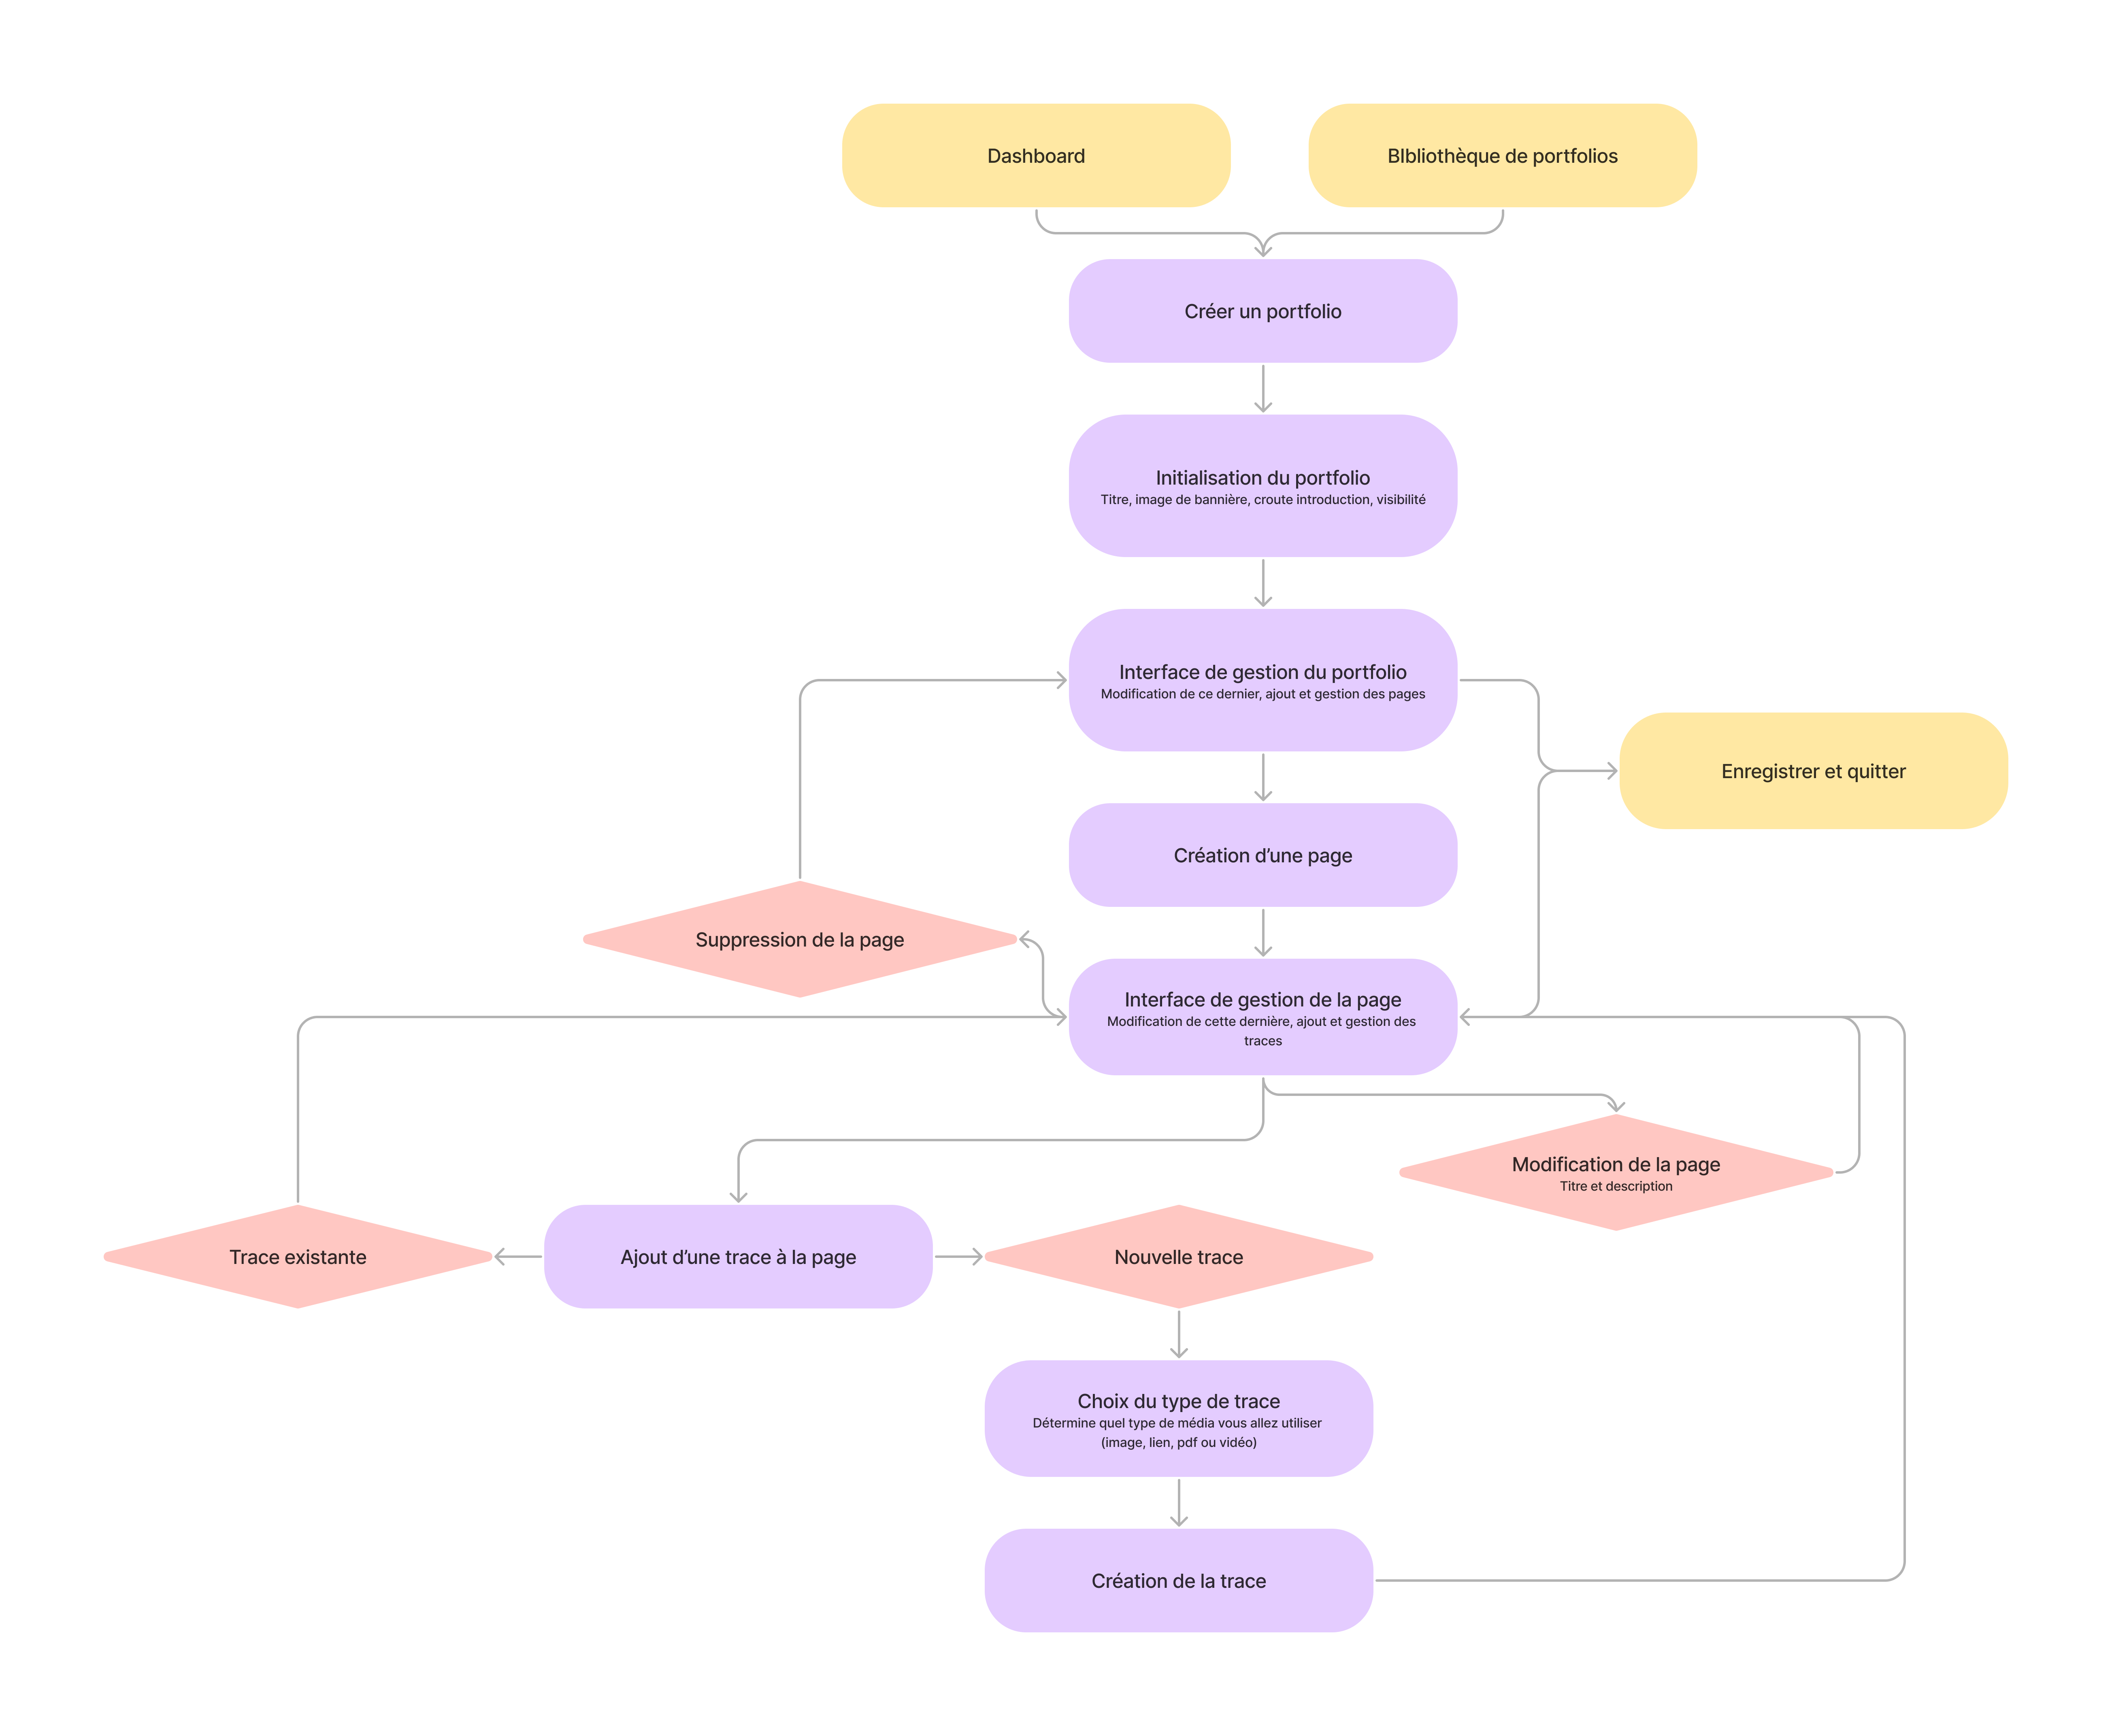 Dashboard
BIbliothèque de portfolios
Créer un portfolio
Initialisation du portfolio
Titre, image de bannière, croute introduction, visibilité
Interface de gestion du portfolio
Modification de ce dernier, ajout et gestion des pages
Enregistrer et quitter
Création d’une page
Suppression de la page
Interface de gestion de la page
Modification de cette dernière, ajout et gestion des
traces
Modification de la page
Titre et description
Trace existante
Ajout d’une trace à la page
Nouvelle trace
Choix du type de trace
Détermine quel type de média vous allez utiliser
(image, lien, pdf ou vidéo)
Création de la trace